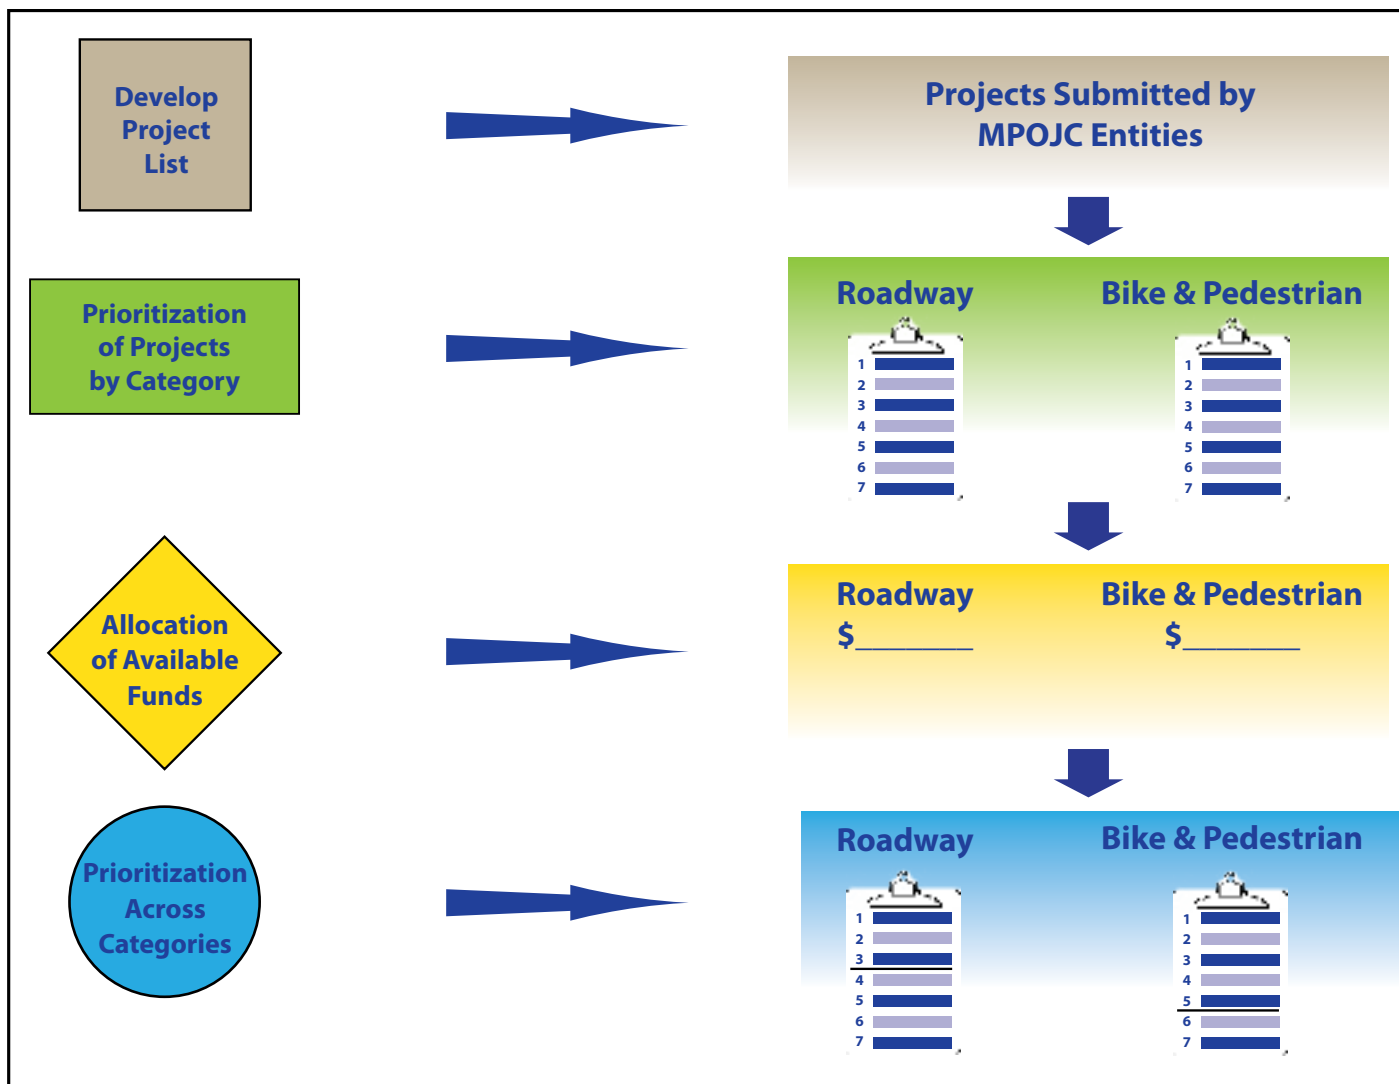 Develop
Project
List
Projects Submitted by
MPOJC Entities
Prioritization
of Projects
by Category
Roadway
1
2
3
4
5
6
7
Bike & Pedestrian
1
2
3
4
5
6
7
Allocation
of Available
Funds
Roadway
$_______
Bike & Pedestrian
$_______
Prioritization
Across
Categories
Roadway
1
2
3
4
5
6
7
Bike & Pedestrian
1
2
3
4
5
6
7